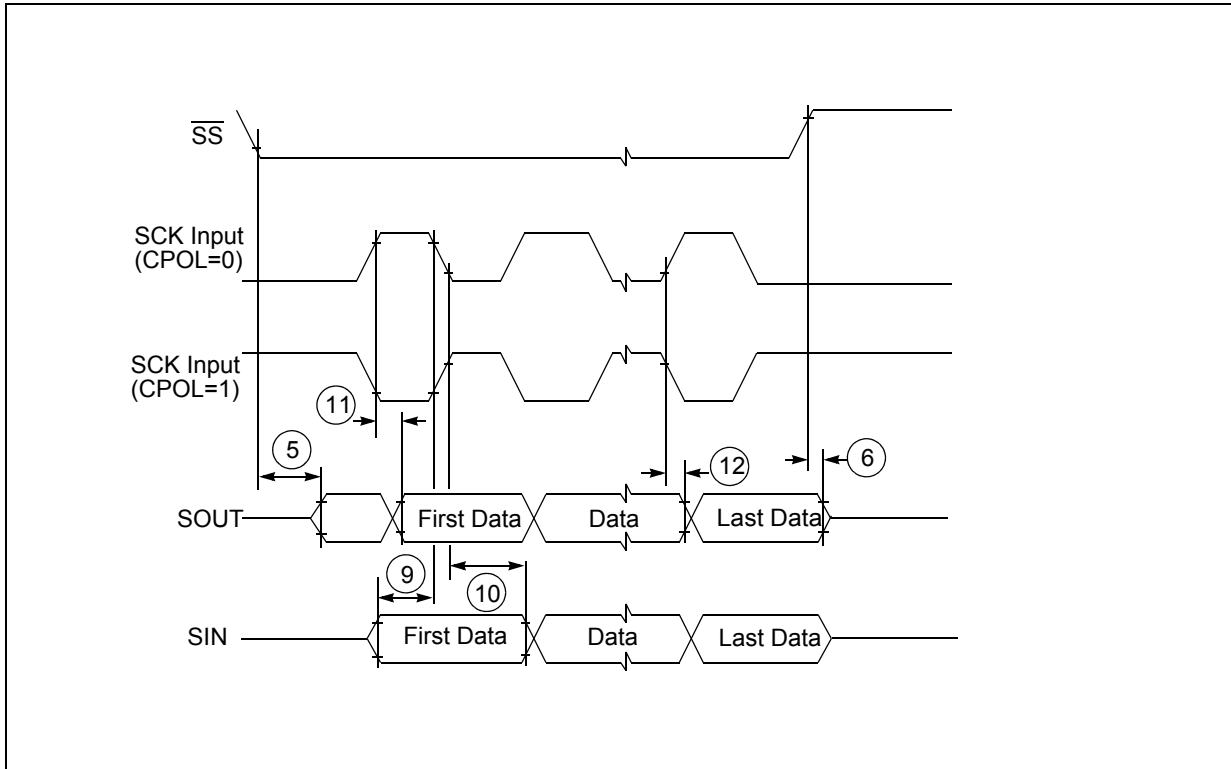 SS
SCK Input
(CPOL=0)
SCK Input
(CPOL=1)
11
5
12
6
SOUT
First Data
Data
Last Data
9
10
SIN
First Data
Data
Last Data